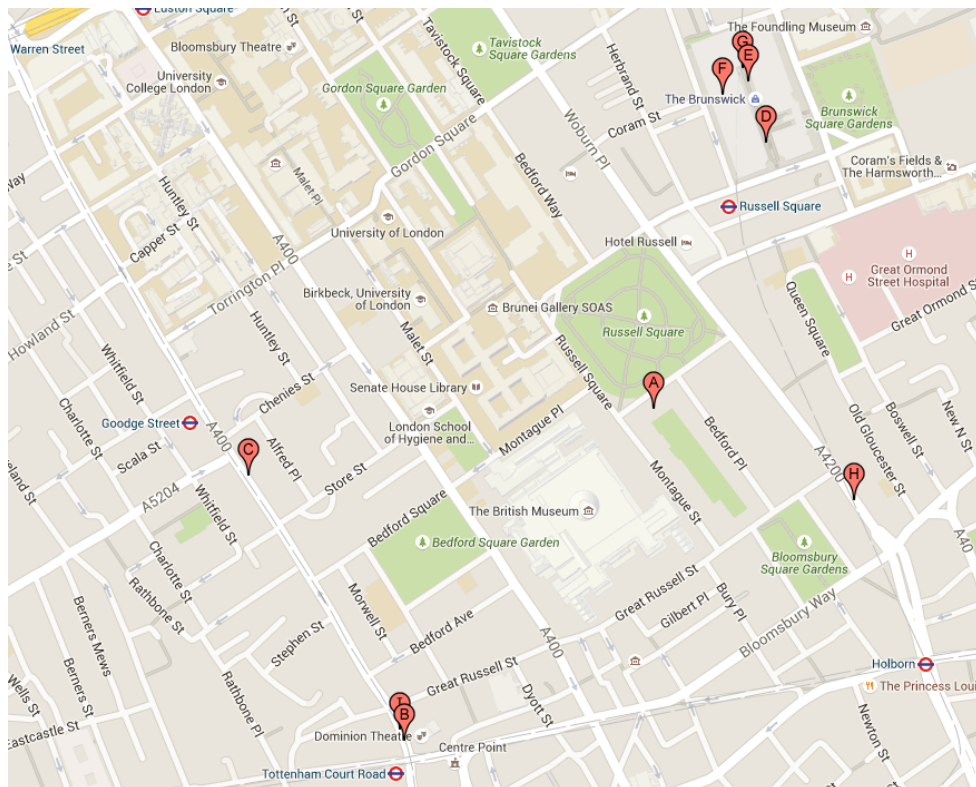 Euston Square
Warren Street
Bloomsbury Theatre
University
College London
Gordon Square Garden
Tavistock
Square Gardens
Tavistock Square
The Foundling Museum
G
E
F
D
The Brunswick
Herbrand St
Coram St
Woburn Pl
Brunswick
Square Gardens
Coram's Fields &
The Harmsworth...
Gordon Square
Bedford Way
A400
Malet Pl
Huntley St
Way
Capper St
University of London
Russell Square
Hotel Russell
Great Ormond
Street Hospital
H
H
Great Ormond S
Queen Square
Torrington Pl
Birkbeck, University
of London
Brunei Gallery SOAS
Russell Square
Russell Square
Howland St
Whitfield St
Huntley St
Malet St
Chenies St
Senate House Library
A
Charlotte St
Goodge Street
A400
Scala St
Alfred Pl
Store St
London School
of Hygiene and...
Montague Pl
Bedford Pl
Old Gloucester St
Boswell St
New N St
A4200
C
H
eland St
A5204
Whitfield St
Bedford Square
The British Museum
Montague St
Bedford Square Garden
Bloomsbury
Square Gardens
A40
Charlotte St
Rathbone St
Berners Mews
Berners St
Morwell St
Stephen St
Bedford Ave
A400
Great Russell St
Gilbert Pl
Bury Pl
Bloomsbury Way
Great Russell St
Wells St
Rathbone Pl
Eastcastle St
Dyott St
Holborn
The Princess Loui
Newton St
B
Dominion Theatre
Centre Point
Tottenham Court Road